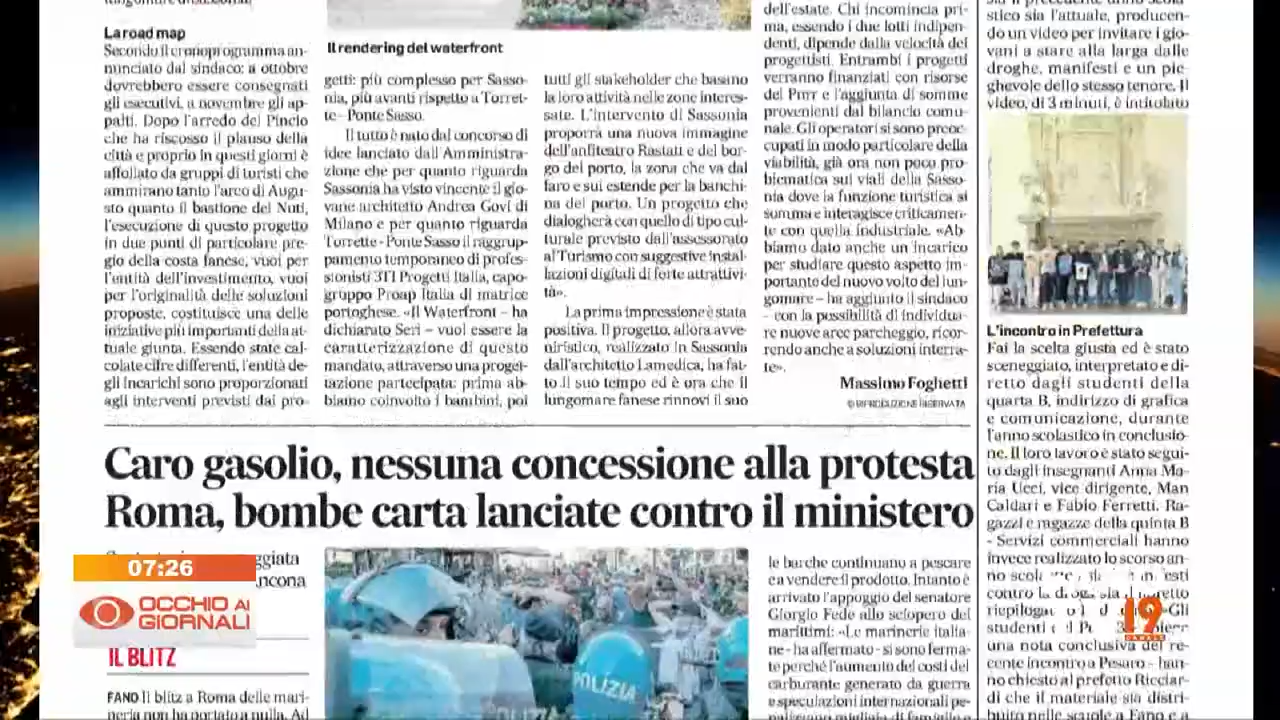 La road map
Secondo il cronoprogramma an-
nunciato dal sindaco: a ottobre
dovrebbero essere consegnati
gli esecutivi, a novembre gli ap-
palti. Dopo l'arredo del Pincio
che ha riscosso il plauso della
città e proprio in questi giorni è
affollato da gruppi di turisti che
ammirano tanto l'arco di Augu-
sto quanto il bastione del Nuti,
l'esecuzione di questo progetto
in due punti di particolare pre-
gio della costa fanese, vuoi per
l'entità dell'investimento, vuoi
per l'originalità delle soluzioni
proposte, costituisce una delle
iniziative più importanti della at-
tuale giunta. Essendo state cal-
colate cifre differenti, l'entità de-
gli incarichi sono proporzionati
agli interventi previsti dai pro-
Il rendering del waterfront
getti: più complesso per Sasso-
nia, più avanti rispetto a Torret-
te - Ponte Sasso.
Il tutto è nato dal concorso di
idee lanciato dall'Amministra-
zione che per quanto riguarda
Sassonia ha visto vincente il gio-
vane architetto Andrea Govi di
Milano e per quanto riguarda
Torrette - Ponte Sasso il raggrup-
pamento temporaneo di profes-
sionisti 3TI Progetti Italia, capo-
gruppo Proap Italia di matrice
portoghese. «Il Waterfront – ha
dichiarato Seri – vuol essere la
caratterizzazione di questo
mandato, attraverso una proget-
tazione partecipata: prima ab-
biamo coinvolto i bambini, poi
tutti gli stakeholder che basano
la loro attività nelle zone interes-
sate. L'intervento di Sassonia
proporrà una nuova immagine
dell'anfiteatro Rastatt e del bor-
go del porto, la zona che va dal
faro e sui estende per la banchi-
na del porto. Un progetto che
dialogherà con quello di tipo cul-
turale previsto dall'assessorato
al Turismo con suggestive instal-
lazioni digitali di forte attrattivi-
tà».
La prima impressione è stata
positiva. Il progetto, allora avve-
niristico, realizzato in Sassonia
dall'architetto Lamedica, ha fat-
to il suo tempo ed è ora che il
lungomare fanese rinnovi il suo
dell'estate. Chi incomincia pri-
ma, essendo i due lotti indipen-
denti, dipende dalla velocità dei
progettisti. Entrambi i progetti
verranno finanziati con risorse
del Pnrr e l'aggiunta di somme
provenienti dal bilancio comu-
nale. Gli operatori si sono preoc-
cupati in modo particolare della
viabilità, già ora non poco pro-
blematica sul viali della Sasso-
nia dove la funzione turistica si
somma e interagisce criticamen-
te con quella industriale. «Ab-
biamo dato anche un incarico
per studiare questo aspetto im-
portante del nuovo volto del lun-
gomare – ha aggiunto il sindaco
– con la possibilità di individua-
re nuove aree parcheggio, ricor-
rendo anche a soluzioni interra-
te».
Massimo Foghetti
© RIPRODUZIONE RISERVATA
stico sia l'attuale, producen-
do un video per invitare i gio-
vani a stare alla larga dalle
droghe, manifesti e un pie-
ghevole dello stesso tenore. Il
video, di 3 minuti, è intitolato
L'incontro in Prefettura
Fai la scelta giusta ed è stato
sceneggiato, interpretato e di-
retto dagli studenti della
quarta B, indirizzo di grafica
e comunicazione, durante
l'anno scolastico in conclusio-
ne. Il loro lavoro è stato segui-
to dagli insegnanti Anna Ma-
ria Ucci, vice dirigente, Man
Caldari e Fabio Ferretti. Ra-
gazzi e ragazze della quinta B
- Servizi commerciali hanno
invece realizzato lo scorso an-
no
contro la
Gli
studenti
una nota conclusiva del re-
cente incontro a Pesaro – han-
no chiesto al prefetto Ricciar-
di che il materiale sia distri-
buito nelle scuole a Fano e a
Caro gasolio, nessuna concessione alla protesta
Roma, bombe carta lanciate contro il ministero
IL BLITZ
FANO Il blitz a Roma delle mari-
neria non ha portato a nulla. Ad
POLIZIA
POLIZIA
le barche continuano a pescare
e a vendere il prodotto. Intanto è
arrivato l'appoggio del senatore
Giorgio Fede allo sciopero dei
marittimi: «Le marinerie italia-
ne - ha affermato - si sono ferma-
te perché l'aumento dei costi del
carburante generato da guerra
e speculazioni internazionali pe-
nalizzano migliaia di famiglie e
07:26
OCCHIO AI
GIORNALI
19
CANALE